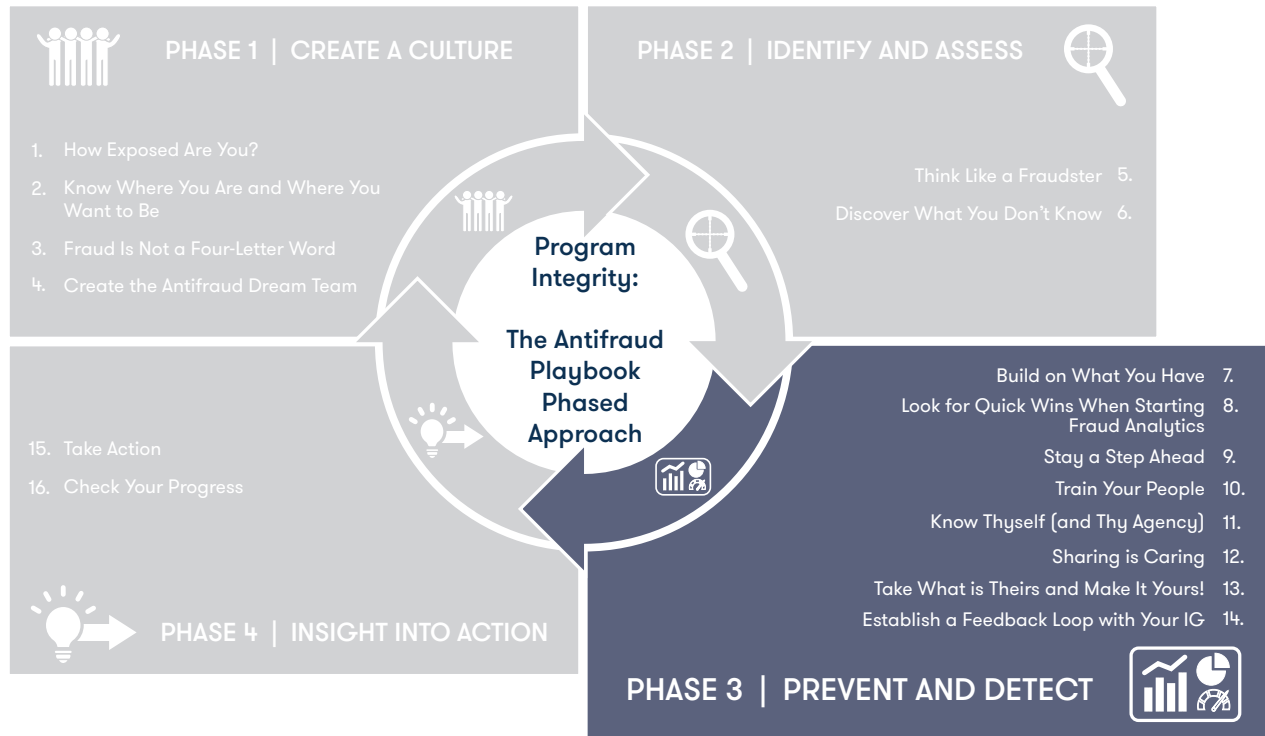 PHASE 1 | CREATE A CULTURE
1. How Exposed Are You?
2. Know Where You Are and Where You
Want to Be
3. Fraud Is Not a Four-Letter Word
4. Create the Antifraud Dream Team
PHASE 2 | IDENTIFY AND ASSESS
Think Like a Fraudster 5.
Discover What You Don't Know 6.
Program
Integrity:
The Antifraud
Playbook
Phased
Approach
Build on What You Have 7.
Look for Quick Wins When Starting 8.
Fraud Analytics
Stay a Step Ahead 9.
Train Your People 10.
Know Thyself (and Thy Agency) 11.
Sharing is Caring 12.
Take What is Theirs and Make It Yours! 13.
Establish a Feedback Loop with Your IG 14.
PHASE 3 | PREVENT AND DETECT
15. Take Action
16. Check Your Progress
PHASE 4 | INSIGHT INTO ACTION